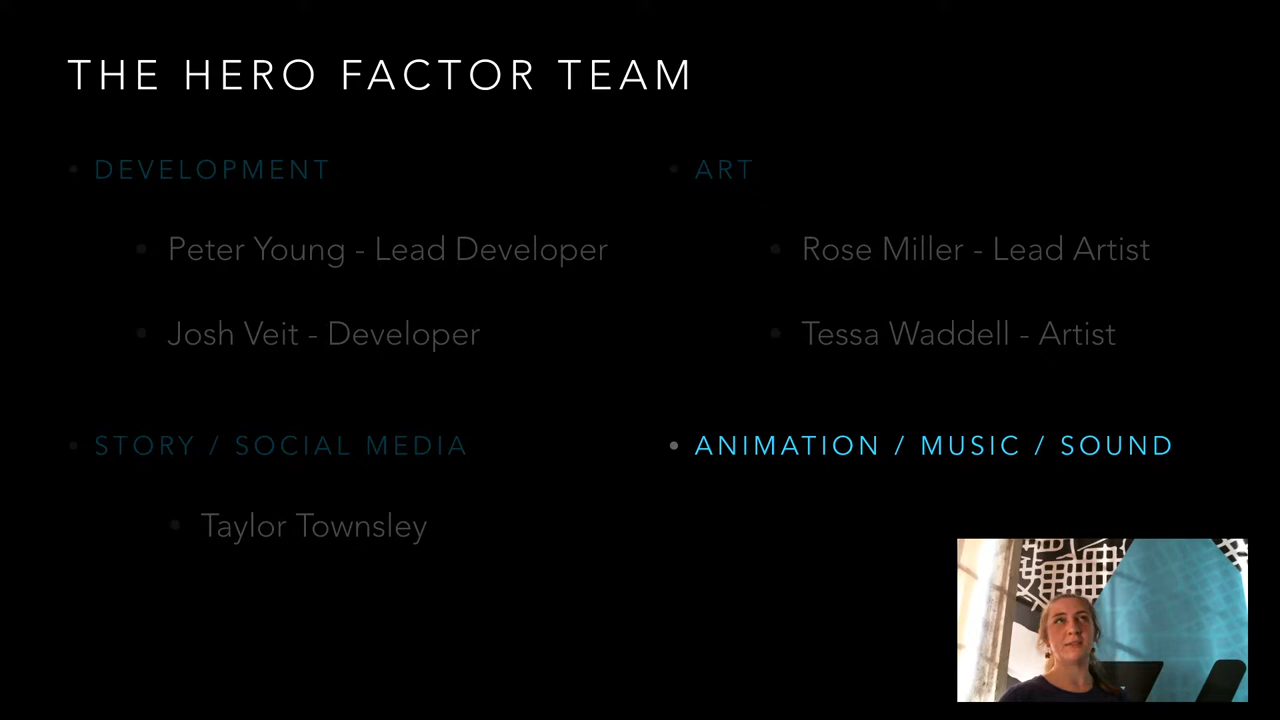 THE HERO FACTOR TEAM
DEVELOPMENT
Peter Young - Lead Developer
Josh Veit - Developer
STORY / SOCIAL MEDIA
Taylor Townsley
ART
Rose Miller - Lead Artist
Tessa Waddell - Artist
ANIMATION / MUSIC / SOUND